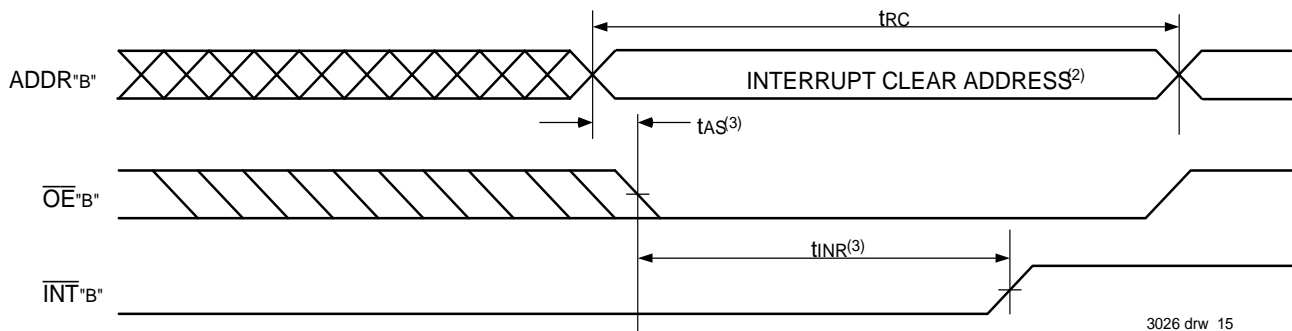 tRC
ADDR"B"
INTERRUPT CLEAR ADDRESS(2)
tAS(3)
OE"B"
tINR(3)
INT"B"
3026 drw 15